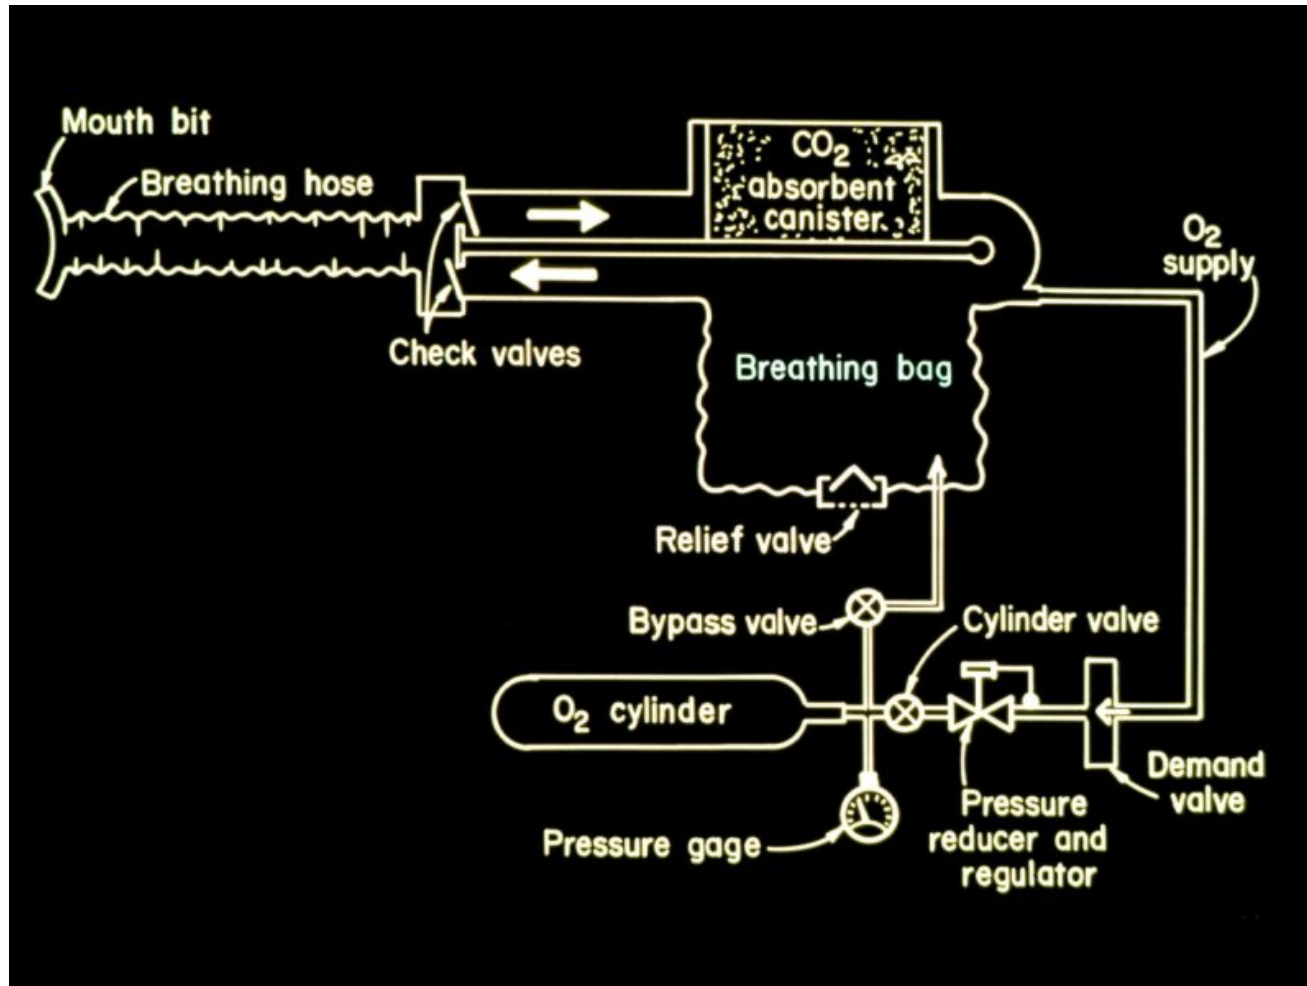 Mouth bit
Breathing hose
CO2
absorbent
canister
O2
supply
Check valves
Breathing bag
Relief valve
Bypass valve
Cylinder valve
O2 cylinder
Demand
valve
Pressure
reducer and
regulator
Pressure gage